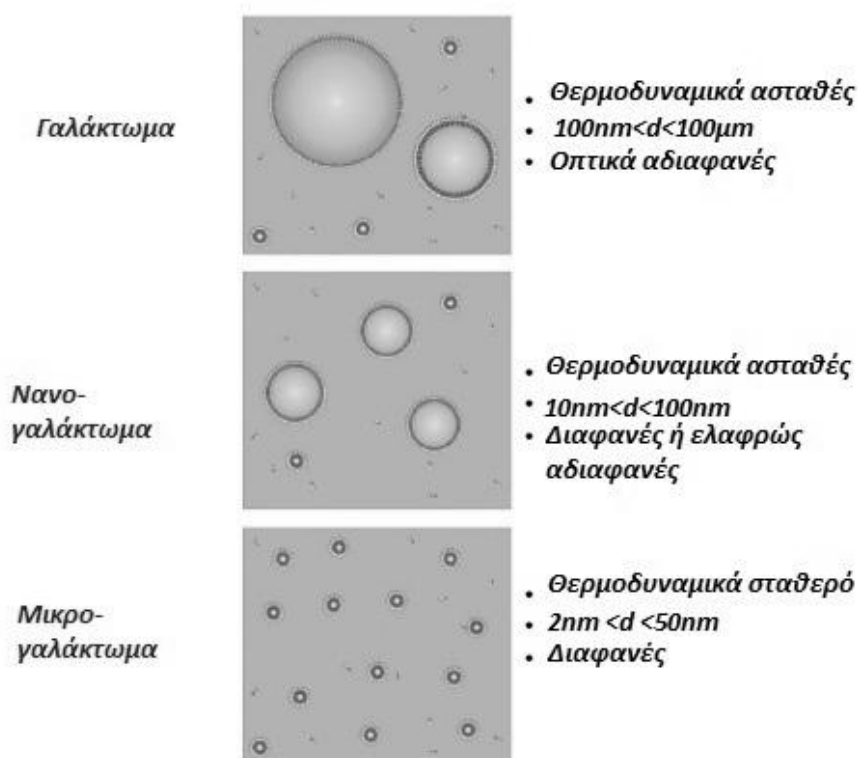 Γαλάκτωμα
• Θερμοδυναμικά ασταθές
• 100nm<d<100μm
• Οπτικά αδιαφανές
Νανο-
γαλάκτωμα
• Θερμοδυναμικά ασταθές
• 10nm<d<100nm
• Διαφανές ή ελαφρώς
αδιαφανές
Μικρο-
γαλάκτωμα
• Θερμοδυναμικά σταθερό
• 2nm <d <50nm
• Διαφανές